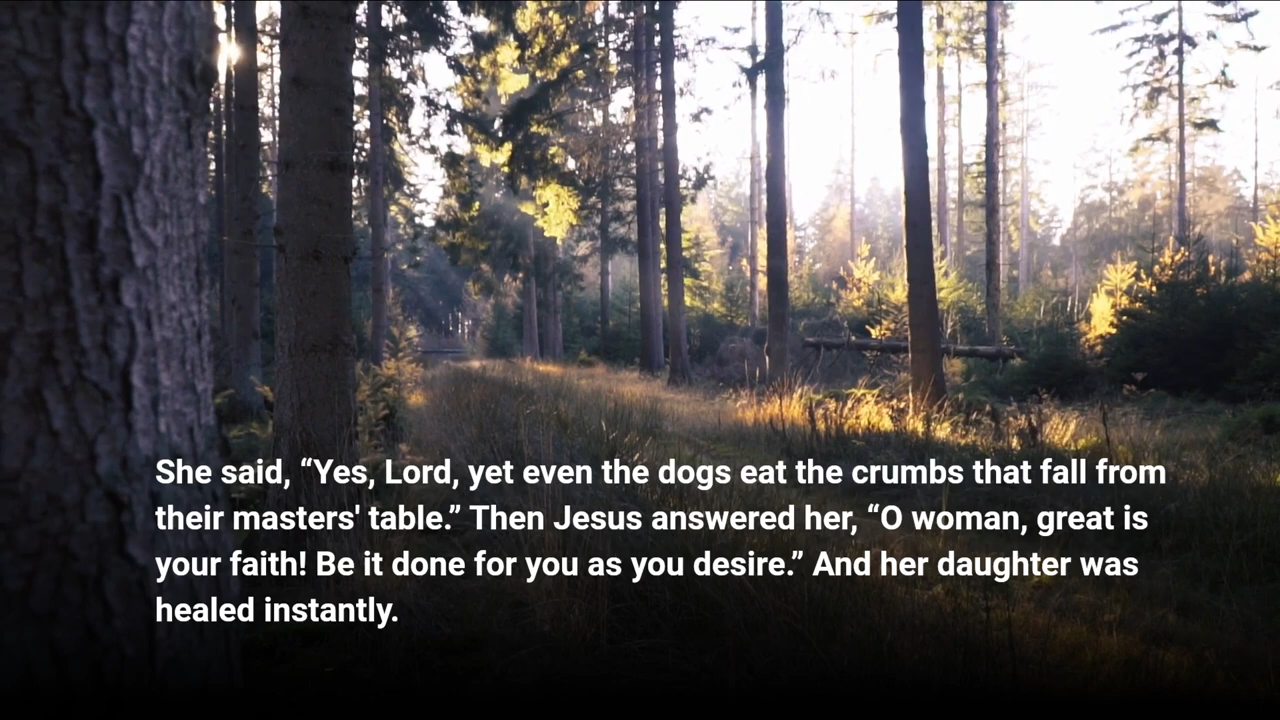 She said, “Yes, Lord, yet even the dogs eat the crumbs that fall from
their masters' table.” Then Jesus answered her, “O woman, great is
your faith! Be it done for you as you desire.” And her daughter was
healed instantly.